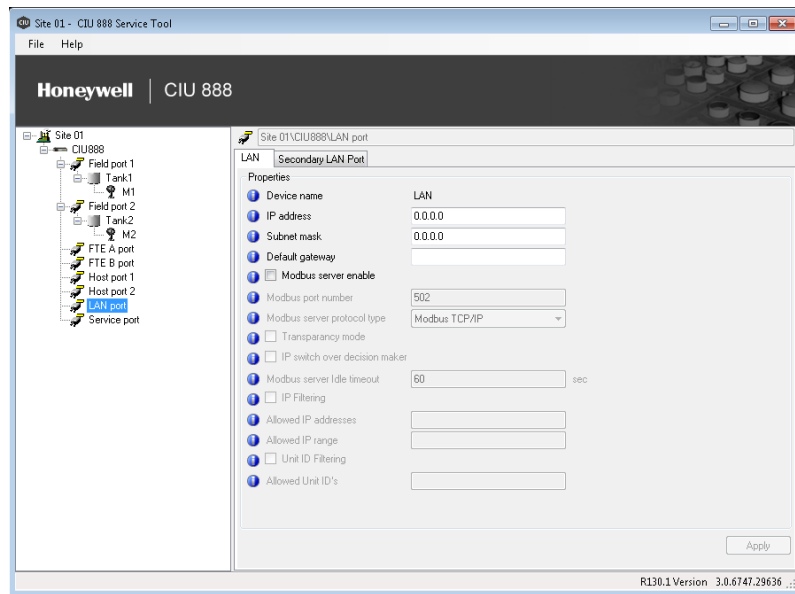 Site 01 - CIU 888 Service Tool
File Help
Honeywell CIU 888
Site 01
CIU888
Field port 1
Tank1
M1
Field port 2
Tank2
M2
FTE A port
FTE B port
Host port 1
Host port 2
LAN port
Service port
Site 01\CIU888\LAN port
LAN Secondary LAN Port
Properties
Device name LAN
IP address 0.0.0.0
Subnet mask 0.0.0.0
Default gateway
Modbus server enable
Modbus port number 502
Modbus server protocol type Modbus TCP/IP
Transparancy mode
IP switch over decision maker
Modbus server Idle timeout 60 sec
IP Filtering
Allowed IP addresses
Allowed IP range
Unit ID Filtering
Allowed Unit ID's
Apply
R130.1 Version 3.0.6747.29636